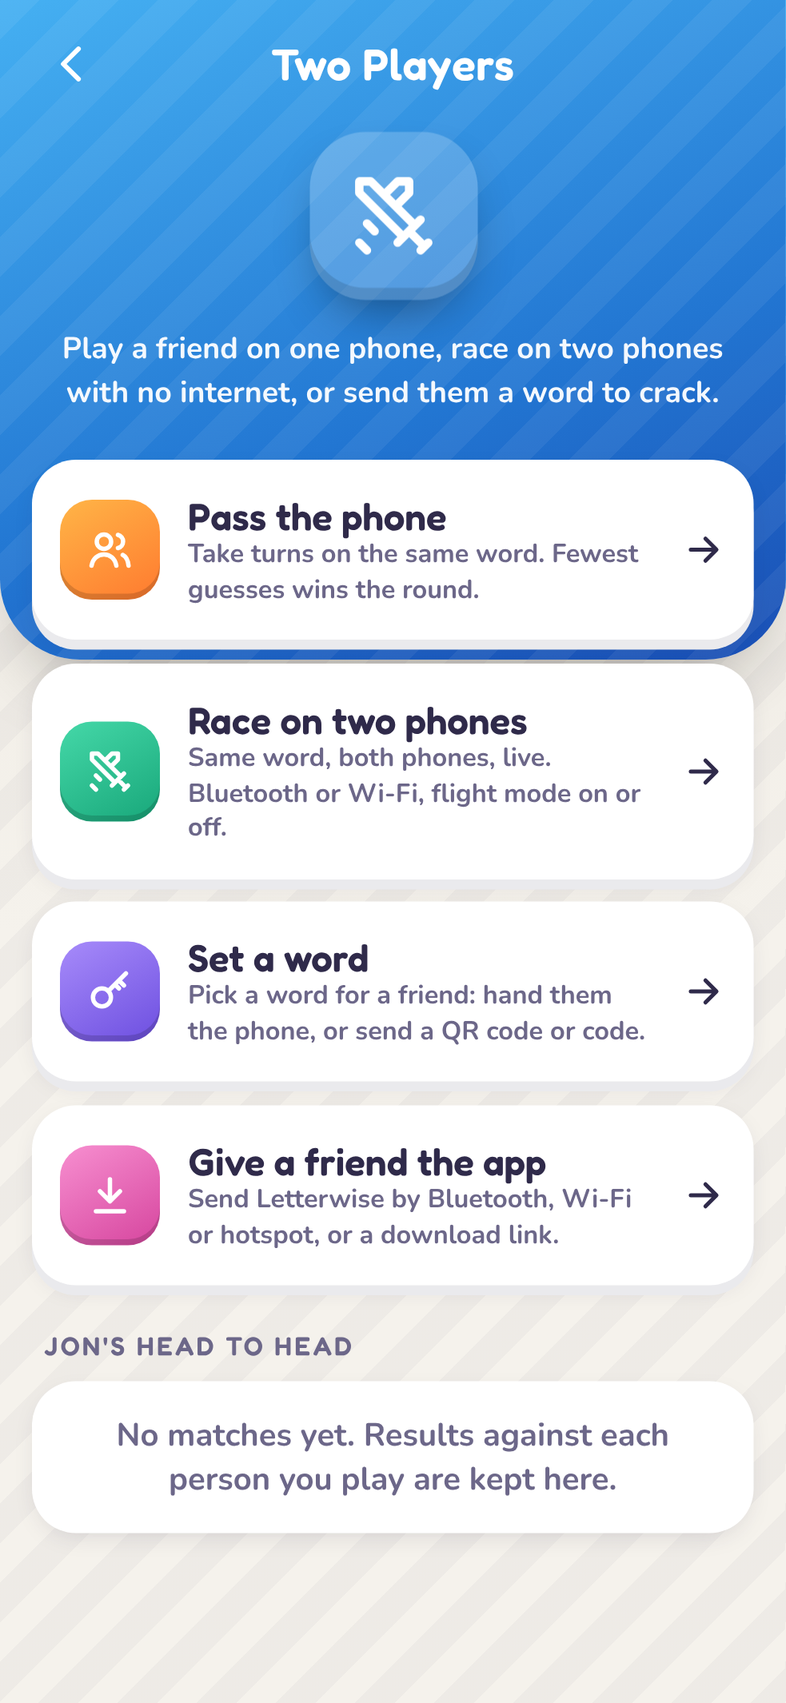 Two Players
Play a friend on one phone, race on two phones
with no internet, or send them a word to crack.
Pass the phone
Take turns on the same word. Fewest
guesses wins the round.
Race on two phones
Same word, both phones, live.
Bluetooth or Wi-Fi, flight mode on or
off.
Set a word
Pick a word for a friend: hand them
the phone, or send a QR code or code.
Give a friend the app
Send Letterwise by Bluetooth, Wi-Fi
or hotspot, or a download link.
JON'S HEAD TO HEAD
No matches yet. Results against each
person you play are kept here.